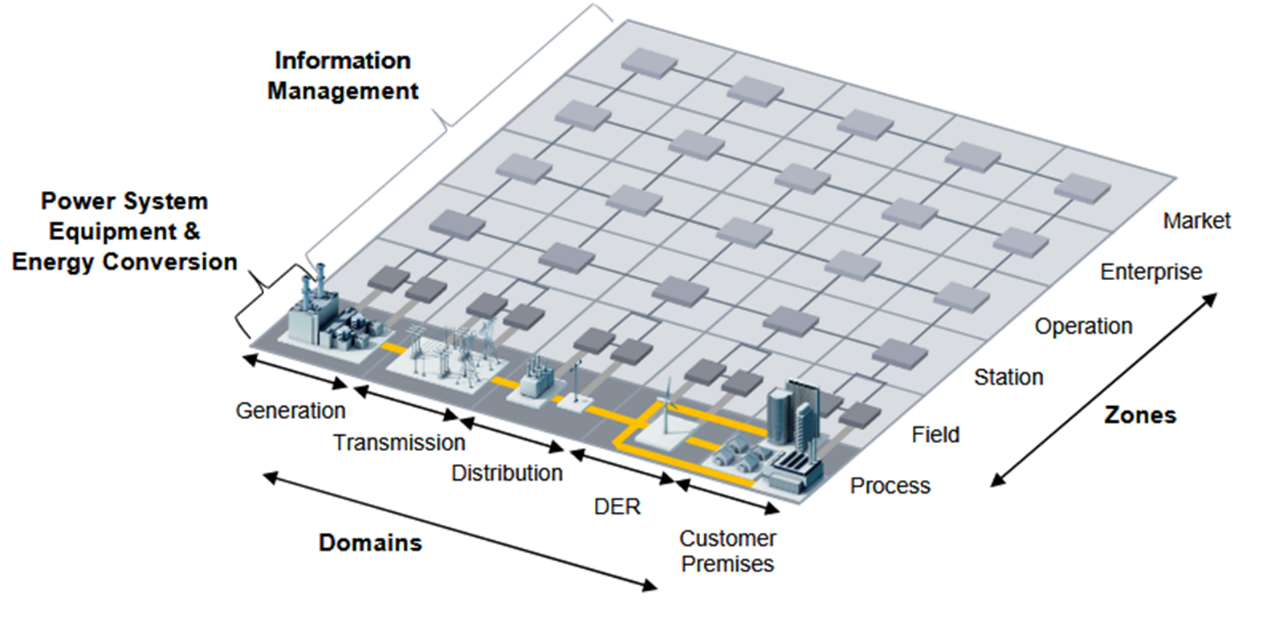 Information
Management
Power System
Equipment &
Energy Conversion
Market
Enterprise
Operation
Station
Zones
Field
Process
Generation
Transmission
Distribution
DER
Customer
Premises
Domains